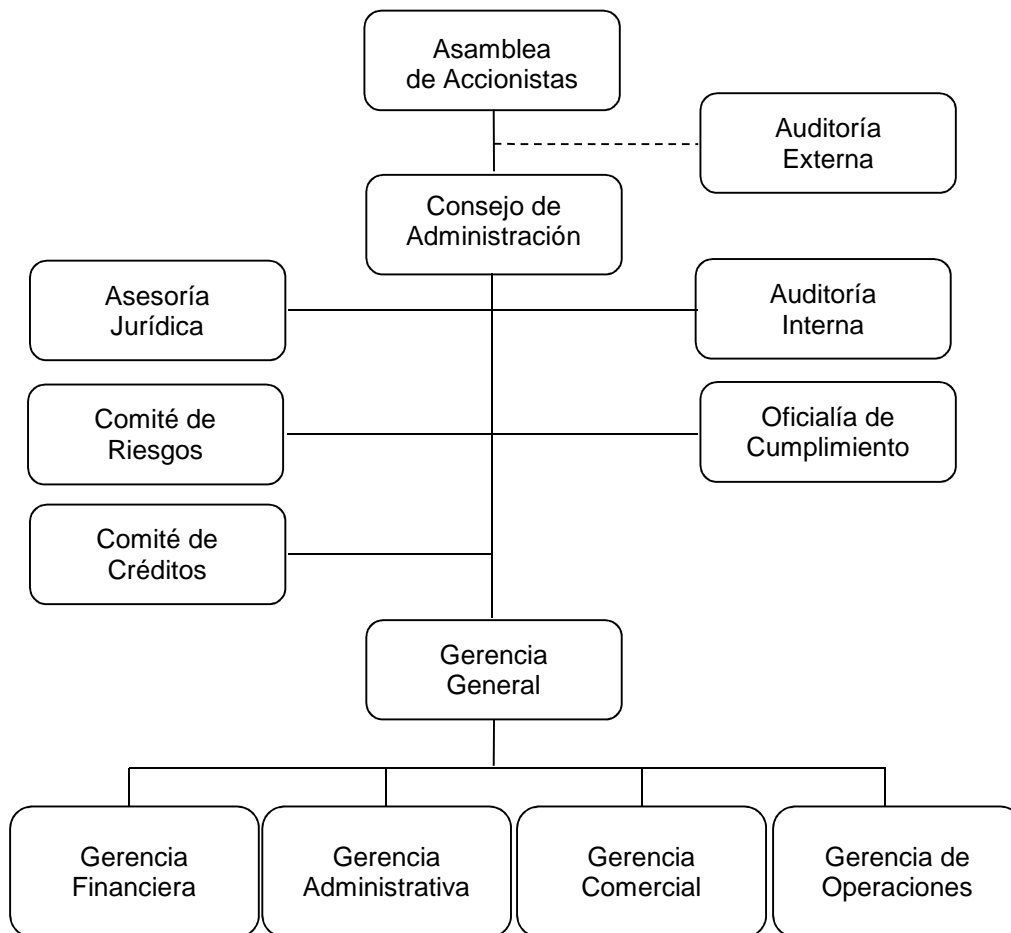 Asamblea
de Accionistas
Auditoría
Externa
Consejo de
Administración
Asesoría
Jurídica
Auditoría
Interna
Comité de
Riesgos
Oficialía de
Cumplimiento
Comité de
Créditos
Gerencia
General
Gerencia
Financiera
Gerencia
Administrativa
Gerencia
Comercial
Gerencia de
Operaciones